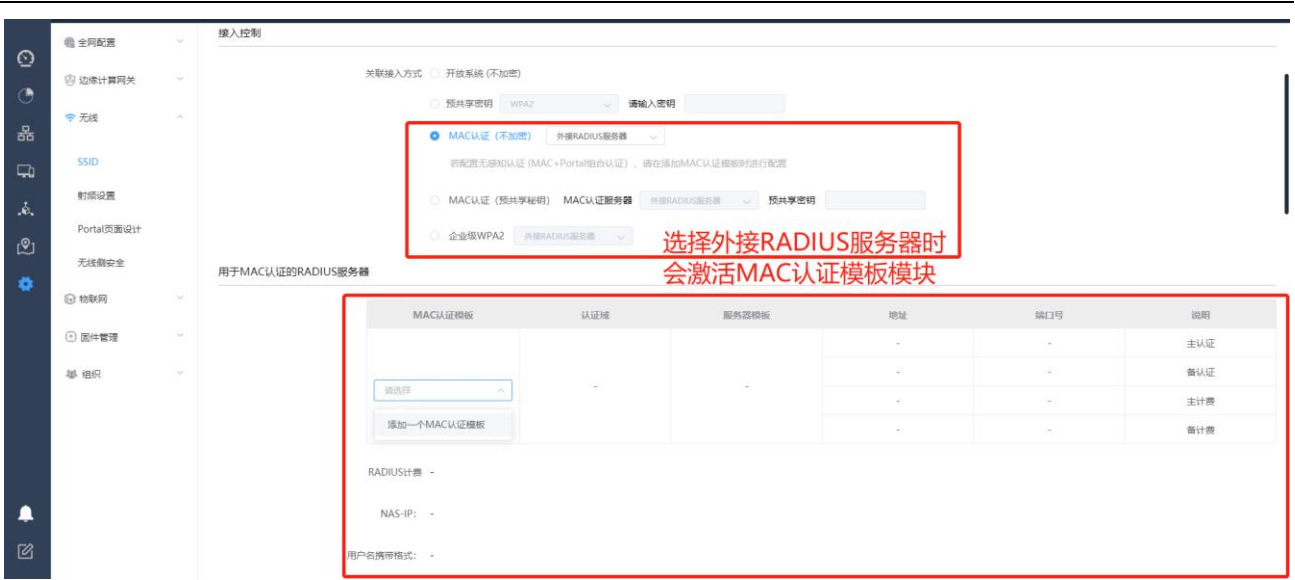 全网配置
边缘计算网关
无线
SSID
射频设置
Portal页面设计
无线侧安全
物联网
固件管理
组织
接入控制
关联接入方式 开放系统 (不加密)
预共享密钥 WPA2 请输入密钥
MAC认证 (不加密) 外接RADIUS服务器
若配置无感知认证 (MAC+Portal组合认证) ，请在添加MAC认证模板时进行配置
MAC认证 (预共享秘钥) MAC认证服务器 外接RADIUS服务器 预共享密钥
企业级WPA2 外接RADIUS服务器
选择外接RADIUS服务器时
会激活MAC认证模板模块
用于MAC认证的RADIUS服务器
MAC认证模板 认证域 服务器模板 地址 端口号 说明
- - 主认证
- - 备认证
请选择 - -
- - 主计费
添加一个MAC认证模板
- - 备计费
RADIUS计费 -
NAS-IP: -
用户名携带格式: -